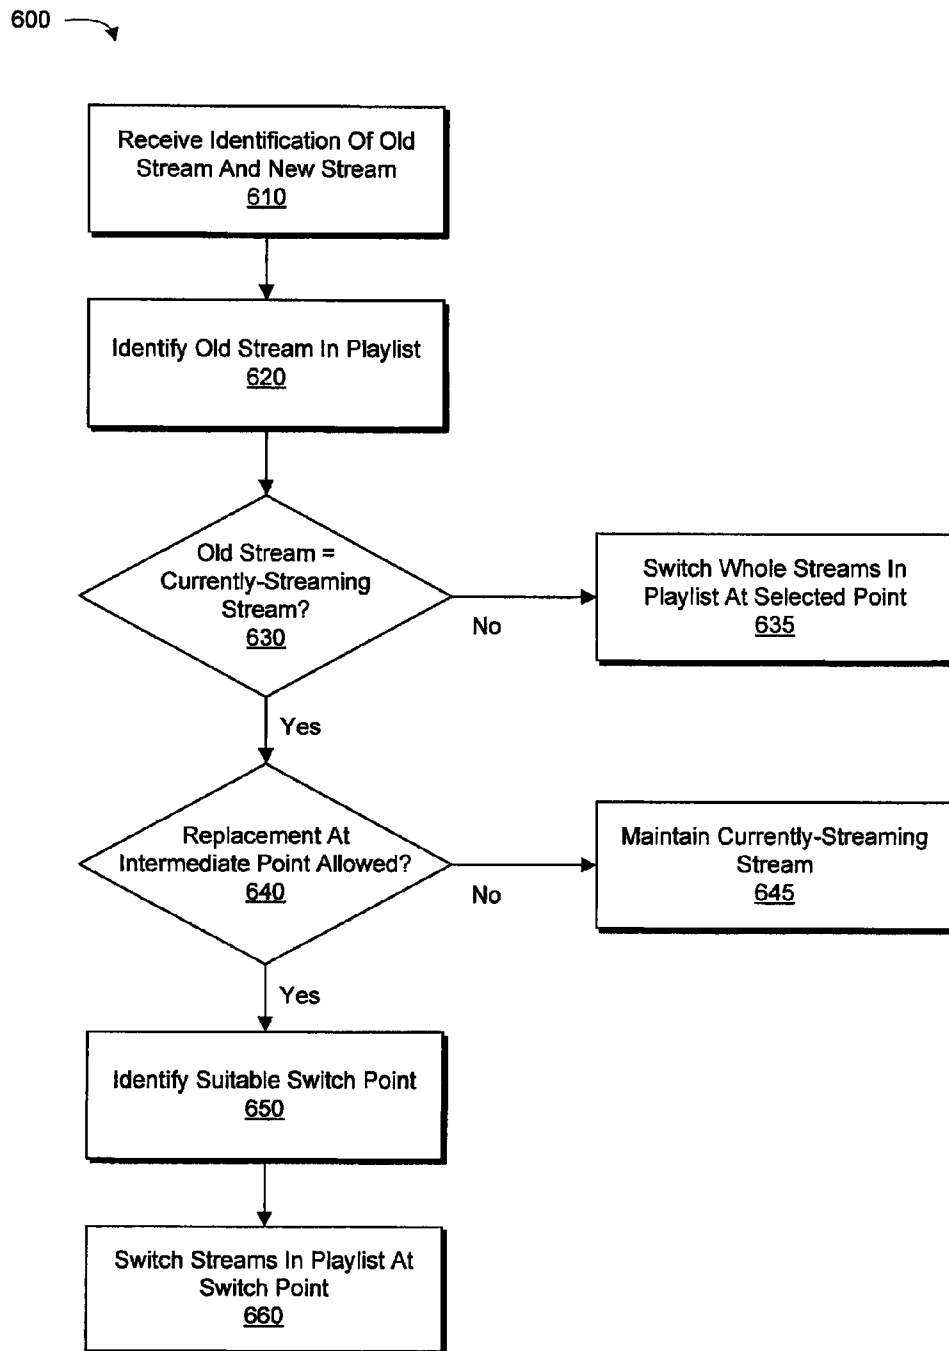 600
Receive Identification Of Old
Stream And New Stream
610
Identify Old Stream In Playlist
620
Old Stream =
Currently-Streaming
Stream?
630
No
Switch Whole Streams In
Playlist At Selected Point
635
Yes
Replacement At
Intermediate Point Allowed?
640
No
Maintain Currently-Streaming
Stream
645
Yes
Identify Suitable Switch Point
650
Switch Streams In Playlist At
Switch Point
660